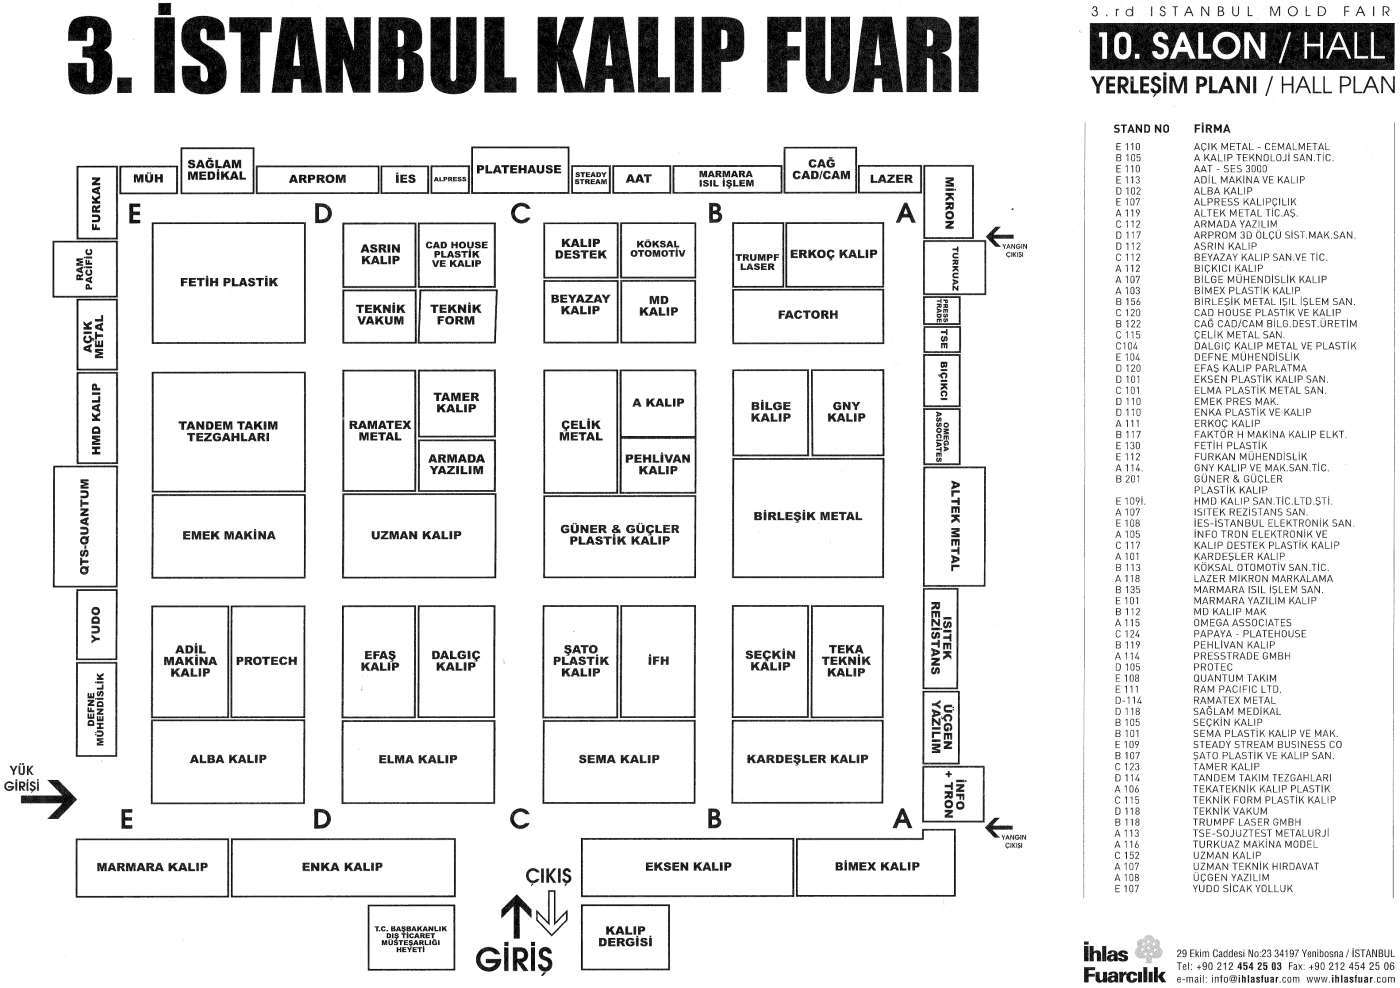 3. İSTANBUL KALIP FUARI
3.rd ISTANBUL MOLD FAIR
10. SALON / HALL
YERLEŞİM PLANI / HALL PLAN
FURKAN
MÜH
SAĞLAM
MEDİKAL
ARPROM
İES
ALPRESS
PLATEHOUSE
STEADY
STREAM
AAT
MARMARA
ISIL İŞLEM
ÇAĞ
CAD/CAM
LAZER
MİKRON
E
D
C
B
A
YANGIN
ÇIKIŞI
RAM
PACIFIC
FETİH PLASTİK
ASRIN
KALIP
CAD HOUSE
PLASTİK
VE KALIP
KALIP
DESTEK
KÖKSAL
OTOMOTİV
TRUMPF
LASER
ERKOÇ KALIP
TURKUAZ
TEKNİK
VAKUM
TEKNİK
FORM
BEYAZAY
KALIP
MD
KALIP
FACTORH
PRESS
TRADE
AÇIK
METAL
TSE
HMD KALIP
TANDEM TAKIM
TEZGAHLARI
RAMATEX
METAL
TAMER
KALIP
ARMADA
YAZILIM
ÇELİK
METAL
A KALIP
PEHLİVAN
KALIP
BİLGE
KALIP
GNY
KALIP
BIÇIKCI
OMEGA
ASSOCIATES
QTS-QUANTUM
EMEK MAKİNA
UZMAN KALIP
GÜNER & GÜÇLER
PLASTİK KALIP
BİRLEŞİK METAL
ALTEK METAL
YUDO
ADİL
MAKİNA
KALIP
PROTECH
EFAŞ
KALIP
DALGIÇ
KALIP
ŞATO
PLASTİK
KALIP
İFH
SEÇKİN
KALIP
TEKA
TEKNİK
KALIP
ISITEK
REZİSTANS
DEFNE
MÜHENDİSLİK
ALBA KALIP
ELMA KALIP
SEMA KALIP
KARDEŞLER KALIP
ÜÇGEN
YAZILIM
YÜK
GİRİŞİ
İNFO
+ TRON
E
D
C
B
A
YANGIN
ÇIKIŞI
MARMARA KALIP
ENKA KALIP
EKSEN KALIP
BİMEX KALIP
ÇIKIŞ
T.C. BAŞBAKANLIK
DIŞ TİCARET
MÜSTEŞARLIĞI
HEYETİ
GİRİŞ
KALIP
DERGİSİ
STAND NO FİRMA
E 110 AÇIK METAL - CEMALMETAL
B 105 A KALIP TEKNOLOJİ SAN.TİC.
E 110 AAT - SES 3000
E 113 ADİL MAKİNA VE KALIP
D 102 ALBA KALIP
E 107 ALPRESS KALIPÇILIK
A 119 ALTEK METAL TİC.AŞ.
C 112 ARMADA YAZILIM
D 117 ARPROM 3D ÖLÇÜ SİST.MAK.SAN.
D 112 ASRIN KALIP
C 112 BEYAZAY KALIP SAN.VE TİC.
A 112 BIÇKICI KALIP
A 107 BİLGE MÜHENDİSLİK KALIP
A 103 BİMEX PLASTİK KALIP
B 156 BİRLEŞİK METAL IŞIL İŞLEM SAN.
C 120 CAD HOUSE PLASTİK VE KALIP
B 122 CAĞ CAD/CAM BİLG.DEST.ÜRETİM
C 115 ÇELİK METAL SAN.
C104 DALGIÇ KALIP METAL VE PLASTİK
E 104 DEFNE MÜHENDİSLİK
D 120 EFAŞ KALIP PARLATMA
D 101 EKSEN PLASTİK KALIP SAN.
C 101 ELMA PLASTİK METAL SAN.
D 110 EMEK PRES MAK.
D 110 ENKA PLASTİK VE KALIP
A 111 ERKOÇ KALIP
B 117 FAKTÖR H MAKİNA KALIP ELKT.
E 130 FETİH PLASTİK
E 112 FURKAN MÜHENDİSLİK
A 114. GNY KALIP VE MAK.SAN.TİC.
B 201 GÜNER & GÜÇLER
PLASTİK KALIP
E 109İ. HMD KALIP SAN.TİC.LTD.ŞTİ.
A 107 ISITEK REZİSTANS SAN.
E 108 İES-İSTANBUL ELEKTRONİK SAN.
A 105 İNFO TRON ELEKTRONİK VE
C 117 KALIP DESTEK PLASTİK KALIP
A 101 KARDEŞLER KALIP
B 113 KÖKSAL OTOMOTİV SAN.TİC.
A 118 LAZER MİKRON MARKALAMA
B 135 MARMARA ISIL İŞLEM SAN.
E 101 MARMARA YAZILIM KALIP
B 112 MD KALIP MAK
A 115 OMEGA ASSOCIATES
C 124 PAPAYA - PLATEHOUSE
B 119 PEHLİVAN KALIP
A 114 PRESSTRADE GMBH
D 105 PROTEC
E 108 QUANTUM TAKIM
E 111 RAM PACIFIC LTD.
D-114 RAMATEX METAL
D 118 SAĞLAM MEDİKAL
B 105 SEÇKİN KALIP
B 101 SEMA PLASTİK KALIP VE MAK.
E 109 STEADY STREAM BUSINESS CO
B 107 ŞATO PLASTİK VE KALIP SAN.
C 123 TAMER KALIP
D 114 TANDEM TAKIM TEZGAHLARI
A 106 TEKATEKNİK KALIP PLASTİK
C 115 TEKNİK FORM PLASTİK KALIP
D 118 TEKNİK VAKUM
B 118 TRUMPF LASER GMBH
A 113 TSE-SOJUZTEST METALURJİ
A 116 TURKUAZ MAKİNA MODEL
C 152 UZMAN KALIP
A 107 UZMAN TEKNİK HIRDAVAT
A 108 ÜÇGEN YAZILIM
E 107 YUDO SİCAK YOLLUK
İhlas
Fuarcılık
29 Ekim Caddesi No:23 34197 Yenibosna / İSTANBUL
Tel: +90 212 454 25 03 Fax: +90 212 454 25 06
e-mail: info@ihlasfuar.com www.ihlasfuar.com